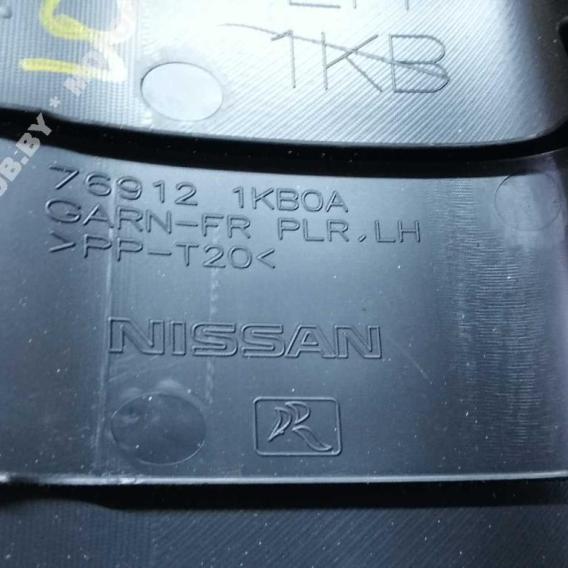 1KB
76912 1KB0A
GARN-FR PLR.LH
>PP-T20<
NISSAN